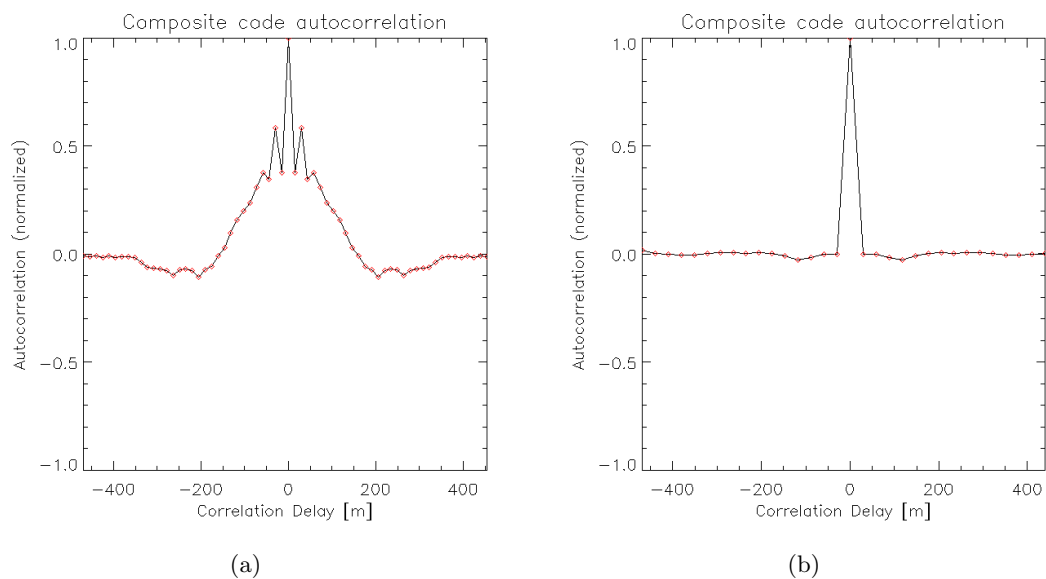 Composite code autocorrelation
Autocorrelation (normalized)
1.0
0.5
0.0
−0.5
−1.0
−400 −200 0 200 400
Correlation Delay [m]
(a)
Composite code autocorrelation
Autocorrelation (normalized)
1.0
0.5
0.0
−0.5
−1.0
−400 −200 0 200 400
Correlation Delay [m]
(b)